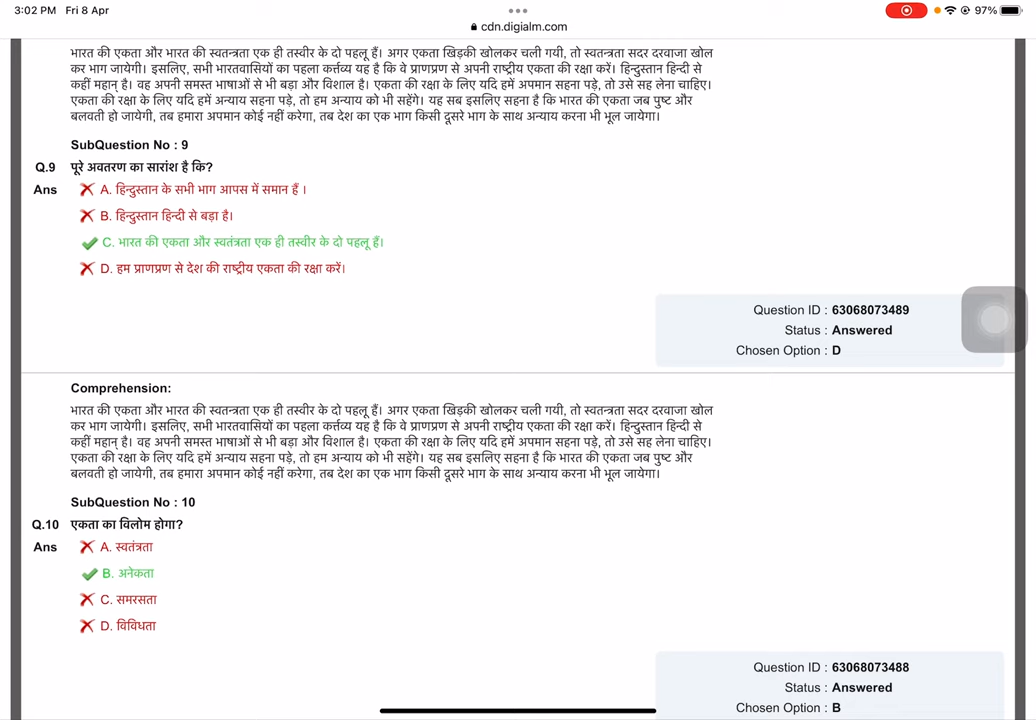 3:02 PM Fri 8 Apr
97%
cdn.digialm.com
भारत की एकता और भारत की स्वतन्त्रता एक ही तस्वीर के दो पहलू हैं। अगर एकता खिड़की खोलकर चली गयी, तो स्वतन्त्रता सदर दरवाजा खोल
कर भाग जायेगी। इसलिए, सभी भारतवासियों का पहला कर्त्तव्य यह है कि वे प्राणप्रण से अपनी राष्ट्रीय एकता की रक्षा करें। हिन्दुस्तान हिन्दी से
कहीं महान् है। वह अपनी समस्त भाषाओं से भी बड़ा और विशाल है। एकता की रक्षा के लिए यदि हमें अपमान सहना पड़े, तो उसे सह लेना चाहिए।
एकता की रक्षा के लिए यदि हमें अन्याय सहना पड़े, तो हम अन्याय को भी सहेंगे। यह सब इसलिए सहना है कि भारत की एकता जब पुष्ट और
बलवती हो जायेगी, तब हमारा अपमान कोई नहीं करेगा, तब देश का एक भाग किसी दूसरे भाग के साथ अन्याय करना भी भूल जायेगा।
SubQuestion No : 9
Q.9 पूरे अवतरण का सारांश है कि?
Ans A. हिन्दुस्तान के सभी भाग आपस में समान हैं ।
B. हिन्दुस्तान हिन्दी से बड़ा है।
C. भारत की एकता और स्वतंत्रता एक ही तस्वीर के दो पहलू हैं।
D. हम प्राणप्रण से देश की राष्ट्रीय एकता की रक्षा करें।
Question ID : 63068073489
Status : Answered
Chosen Option : D
Comprehension:
भारत की एकता और भारत की स्वतन्त्रता एक ही तस्वीर के दो पहलू हैं। अगर एकता खिड़की खोलकर चली गयी, तो स्वतन्त्रता सदर दरवाजा खोल
कर भाग जायेगी। इसलिए, सभी भारतवासियों का पहला कर्त्तव्य यह है कि वे प्राणप्रण से अपनी राष्ट्रीय एकता की रक्षा करें। हिन्दुस्तान हिन्दी से
कहीं महान् है। वह अपनी समस्त भाषाओं से भी बड़ा और विशाल है। एकता की रक्षा के लिए यदि हमें अपमान सहना पड़े, तो उसे सह लेना चाहिए।
एकता की रक्षा के लिए यदि हमें अन्याय सहना पड़े, तो हम अन्याय को भी सहेंगे। यह सब इसलिए सहना है कि भारत की एकता जब पुष्ट और
बलवती हो जायेगी, तब हमारा अपमान कोई नहीं करेगा, तब देश का एक भाग किसी दूसरे भाग के साथ अन्याय करना भी भूल जायेगा।
SubQuestion No : 10
Q.10 एकता का विलोम होगा?
Ans A. स्वतंत्रता
B. अनेकता
C. समरसता
D. विविधता
Question ID : 63068073488
Status : Answered
Chosen Option : B